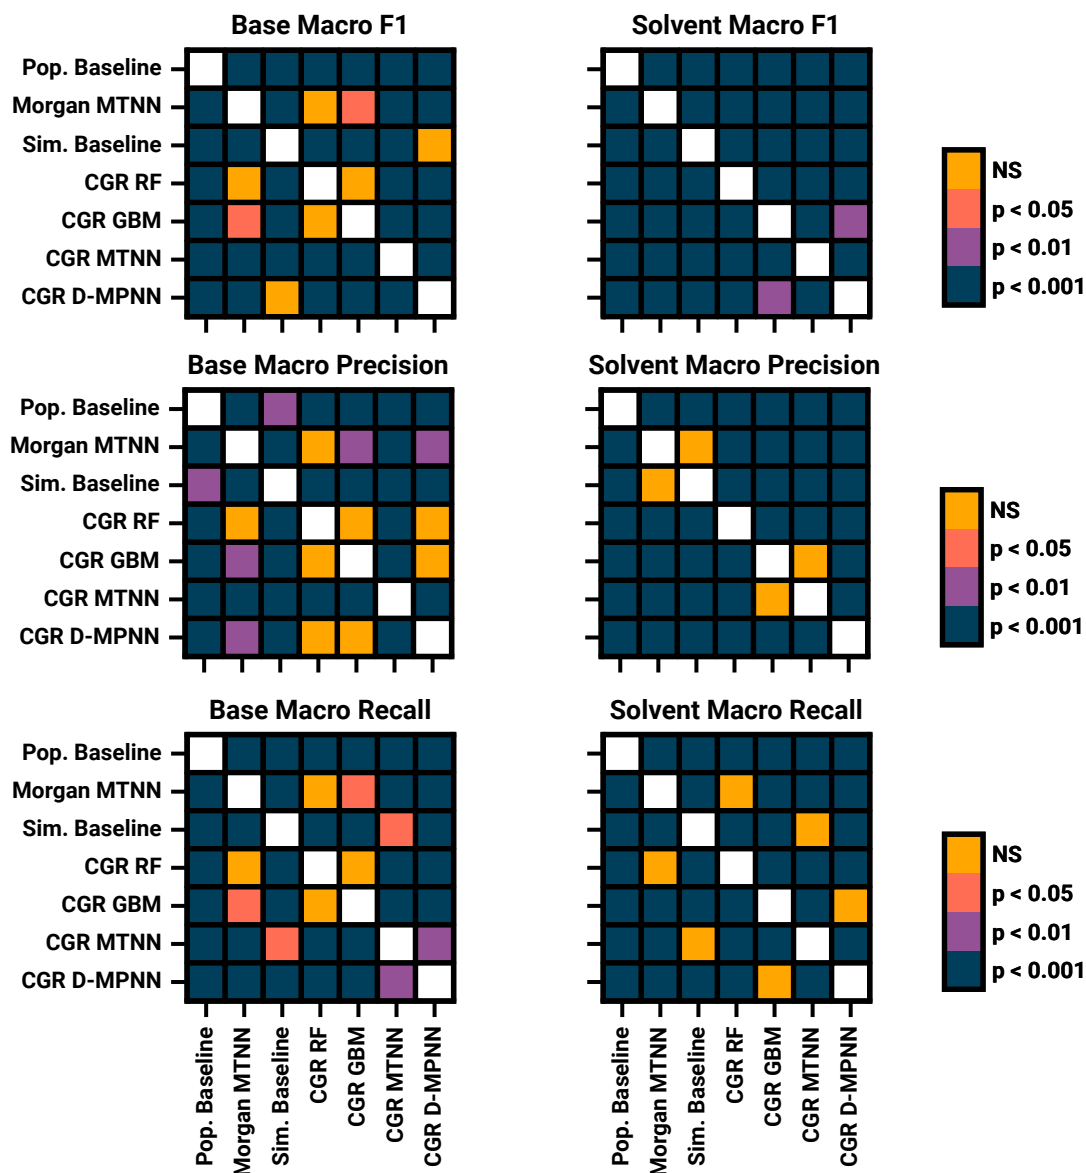 Base Macro F1
Solvent Macro F1
Pop. Baseline
Morgan MTNN
Sim. Baseline
CGR RF
CGR GBM
CGR MTNN
CGR D-MPNN
NS
p < 0.05
p < 0.01
p < 0.001
Base Macro Precision
Solvent Macro Precision
Pop. Baseline
Morgan MTNN
Sim. Baseline
CGR RF
CGR GBM
CGR MTNN
CGR D-MPNN
NS
p < 0.05
p < 0.01
p < 0.001
Base Macro Recall
Solvent Macro Recall
Pop. Baseline
Morgan MTNN
Sim. Baseline
CGR RF
CGR GBM
CGR MTNN
CGR D-MPNN
NS
p < 0.05
p < 0.01
p < 0.001
Pop. Baseline
Morgan MTNN
Sim. Baseline
CGR RF
CGR GBM
CGR MTNN
CGR D-MPNN
Pop. Baseline
Morgan MTNN
Sim. Baseline
CGR RF
CGR GBM
CGR MTNN
CGR D-MPNN